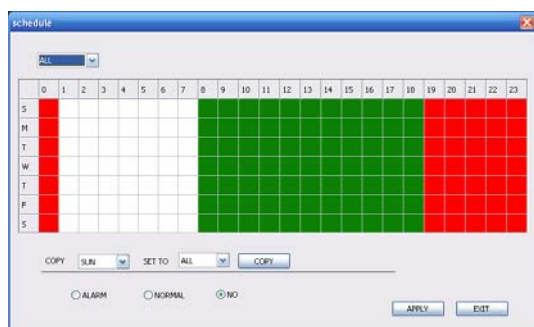 schedule
ALL
0 1 2 3 4 5 6 7 8 9 10 11 12 13 14 15 16 17 18 19 20 21 22 23
S
M
T
W
T
F
S
COPY SUN SET TO ALL COPY
ALARM NORMAL NO
APPLY EXIT